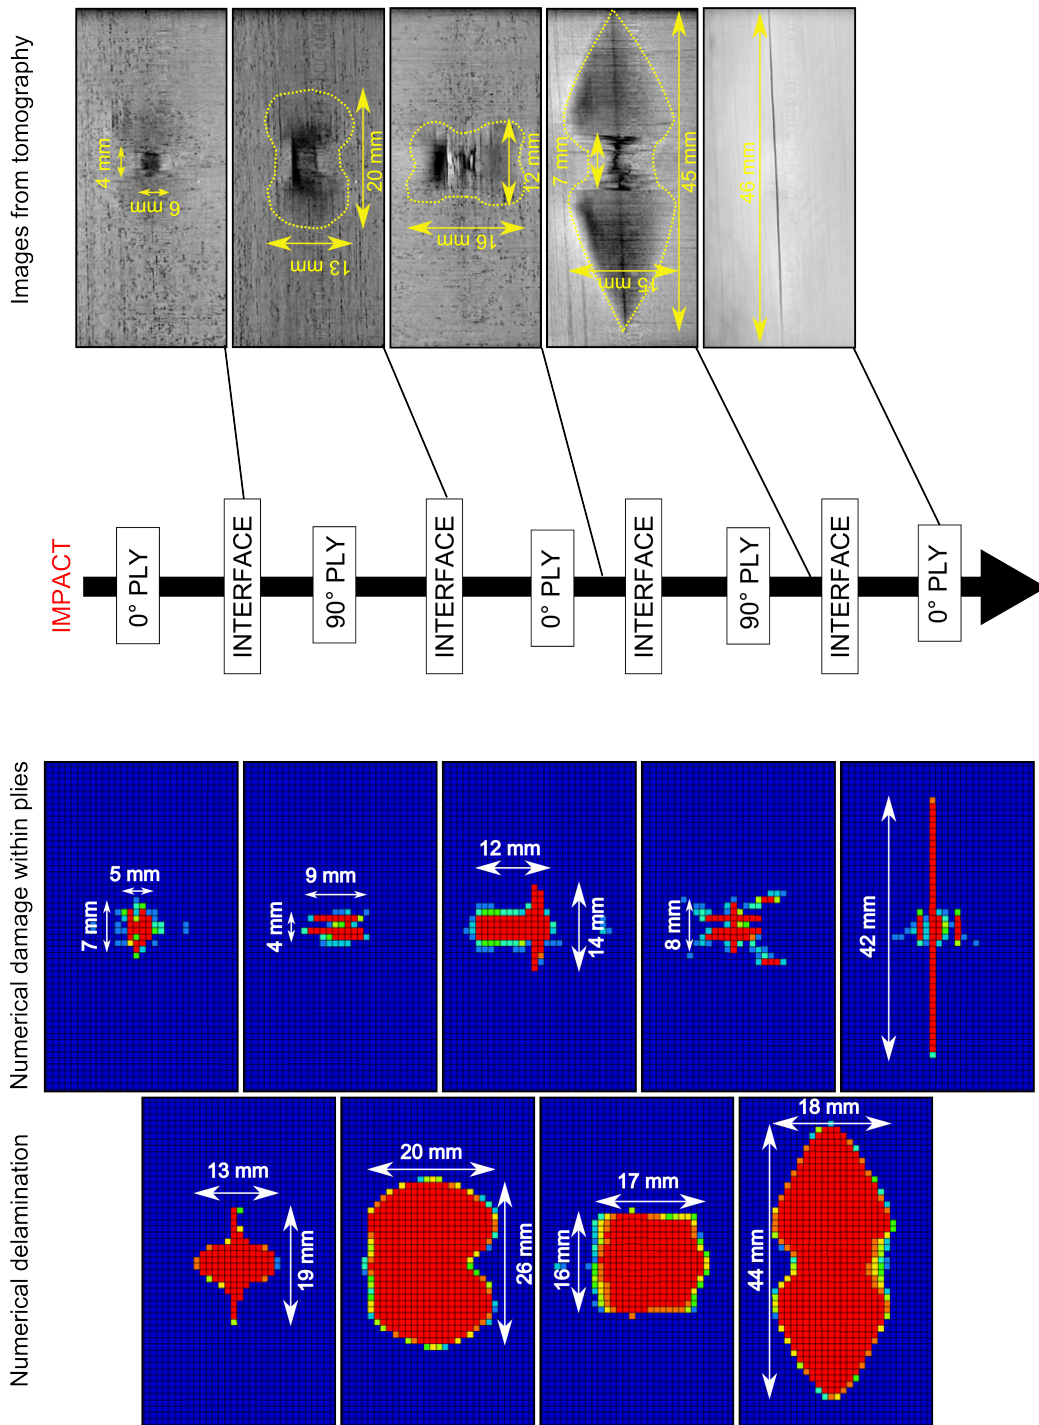 Images from tomography
4 mm
6 mm
20 mm
13 mm
12 mm
16 mm
7 mm
45 mm
15 mm
46 mm
IMPACT
0° PLY
INTERFACE
90° PLY
INTERFACE
0° PLY
INTERFACE
90° PLY
INTERFACE
0° PLY
Numerical damage within plies
5 mm
7 mm
9 mm
4 mm
12 mm
14 mm
8 mm
42 mm
Numerical delamination
13 mm
19 mm
20 mm
26 mm
17 mm
16 mm
18 mm
44 mm